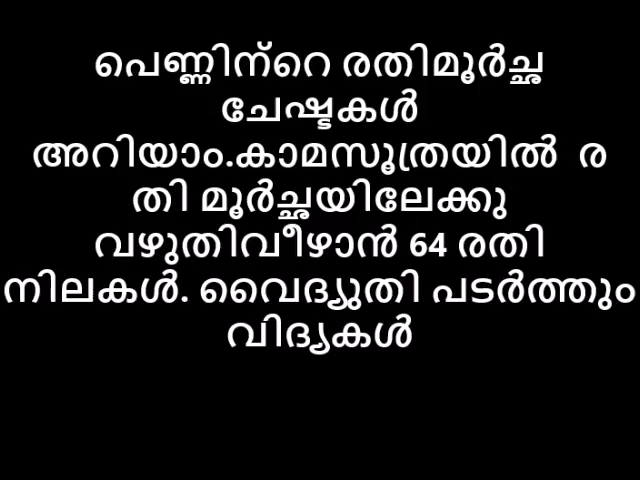 പെണ്ണിന്റെ രതിമൂർച്ഛ
ചേഷ്ടകൾ
അറിയാം.കാമസൂത്രയിൽ  ര
തി മൂർച്ഛയിലേക്കു
വഴുതിവീഴാൻ 64 രതി
നിലകൾ. വൈദ്യുതി പടർത്തും
വിദ്യകൾ